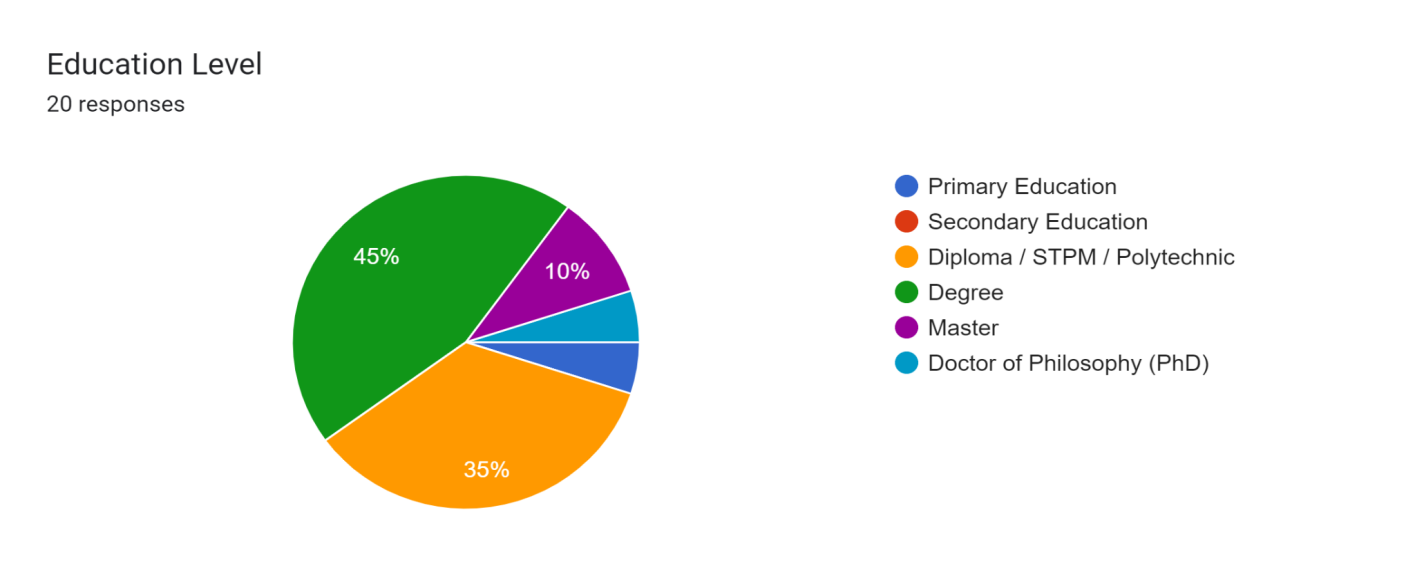 Education Level
20 responses
45%
10%
35%
Primary Education
Secondary Education
Diploma / STPM / Polytechnic
Degree
Master
Doctor of Philosophy (PhD)